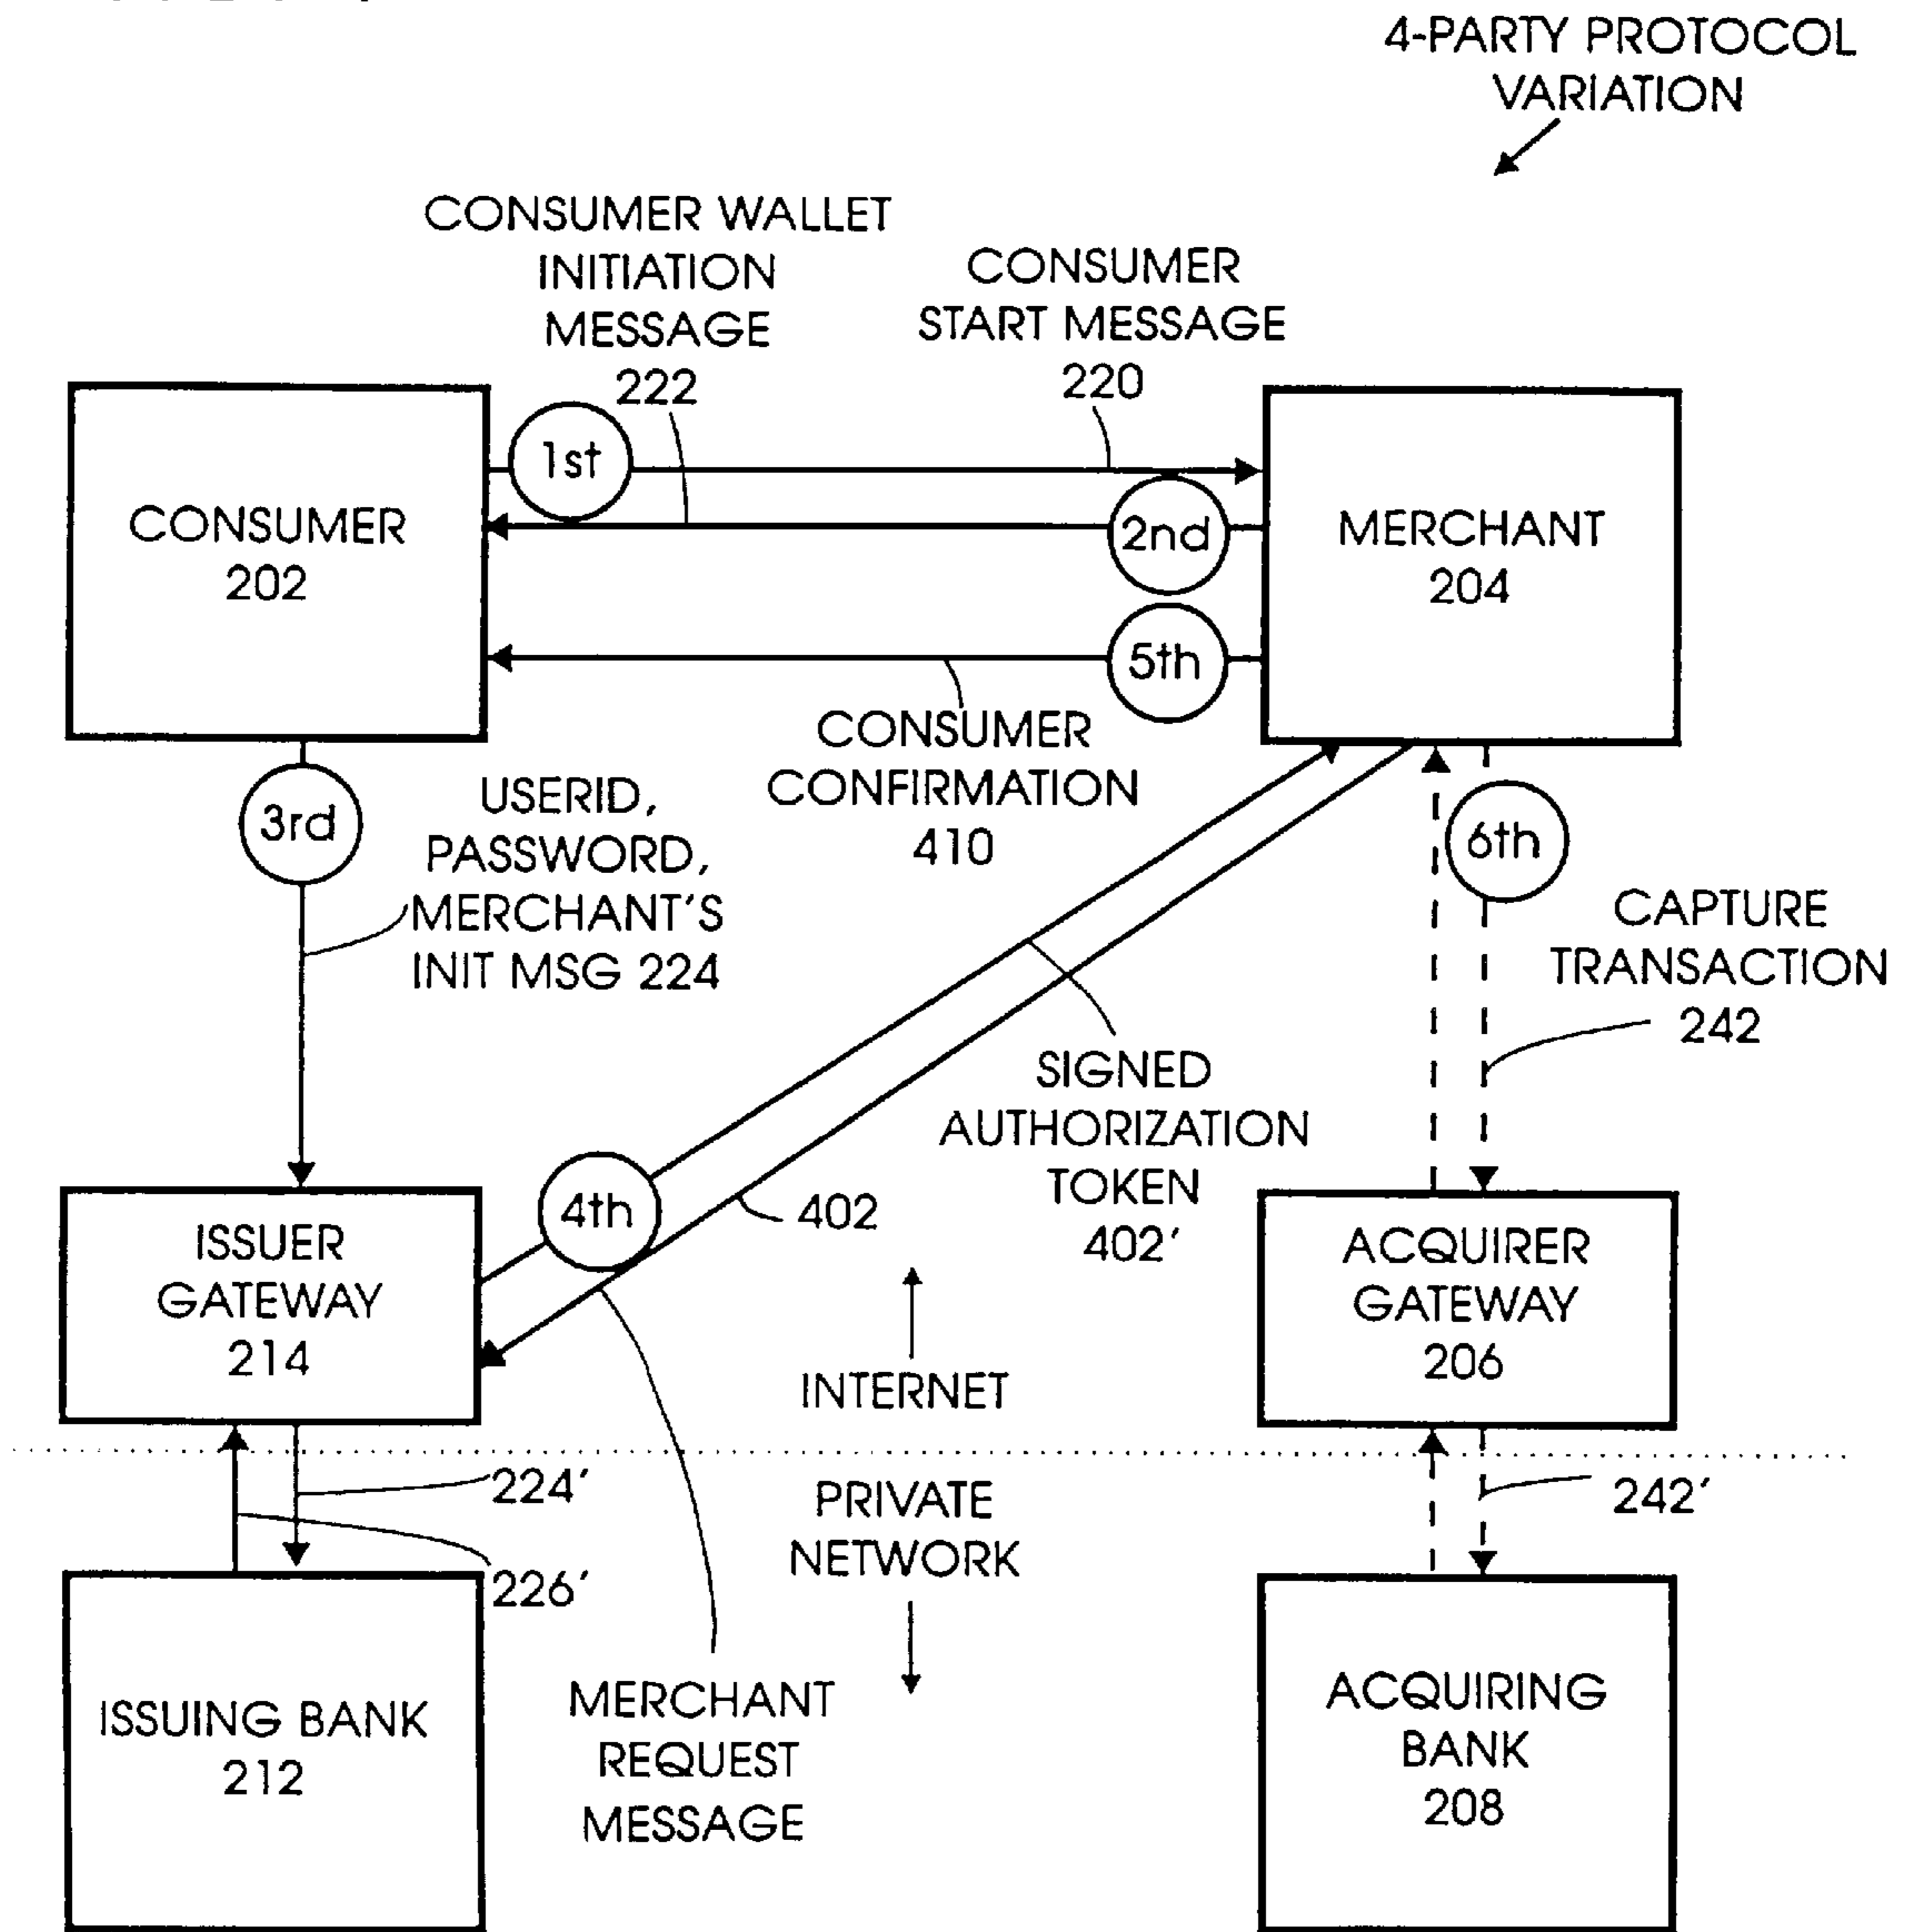 4-PARTY PROTOCOL
VARIATION
CONSUMER WALLET
INITIATION
MESSAGE
222
CONSUMER
START MESSAGE
220
1st
2nd
5th
CONSUMER
202
MERCHANT
204
CONSUMER
CONFIRMATION
410
3rd
USERID,
PASSWORD,
MERCHANT'S
INIT MSG 224
6th
CAPTURE
TRANSACTION
242
SIGNED
AUTHORIZATION
TOKEN
402'
4th
402
ISSUER
GATEWAY
214
ACQUIRER
GATEWAY
206
INTERNET
PRIVATE
NETWORK
224'
226'
242'
ISSUING BANK
212
MERCHANT
REQUEST
MESSAGE
ACQUIRING
BANK
208